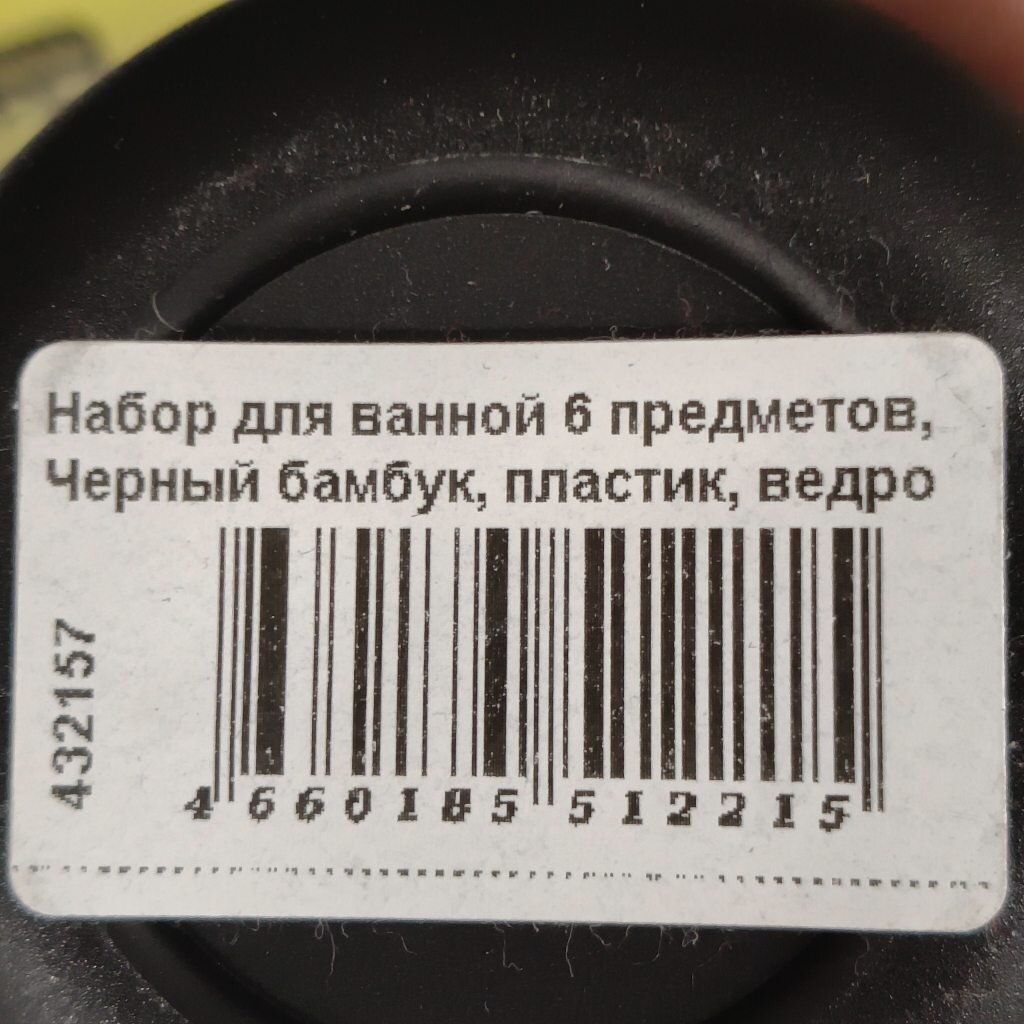 Набор для ванной 6 предметов,
Черный бамбук, пластик, ведро
432157
4 660185 512215